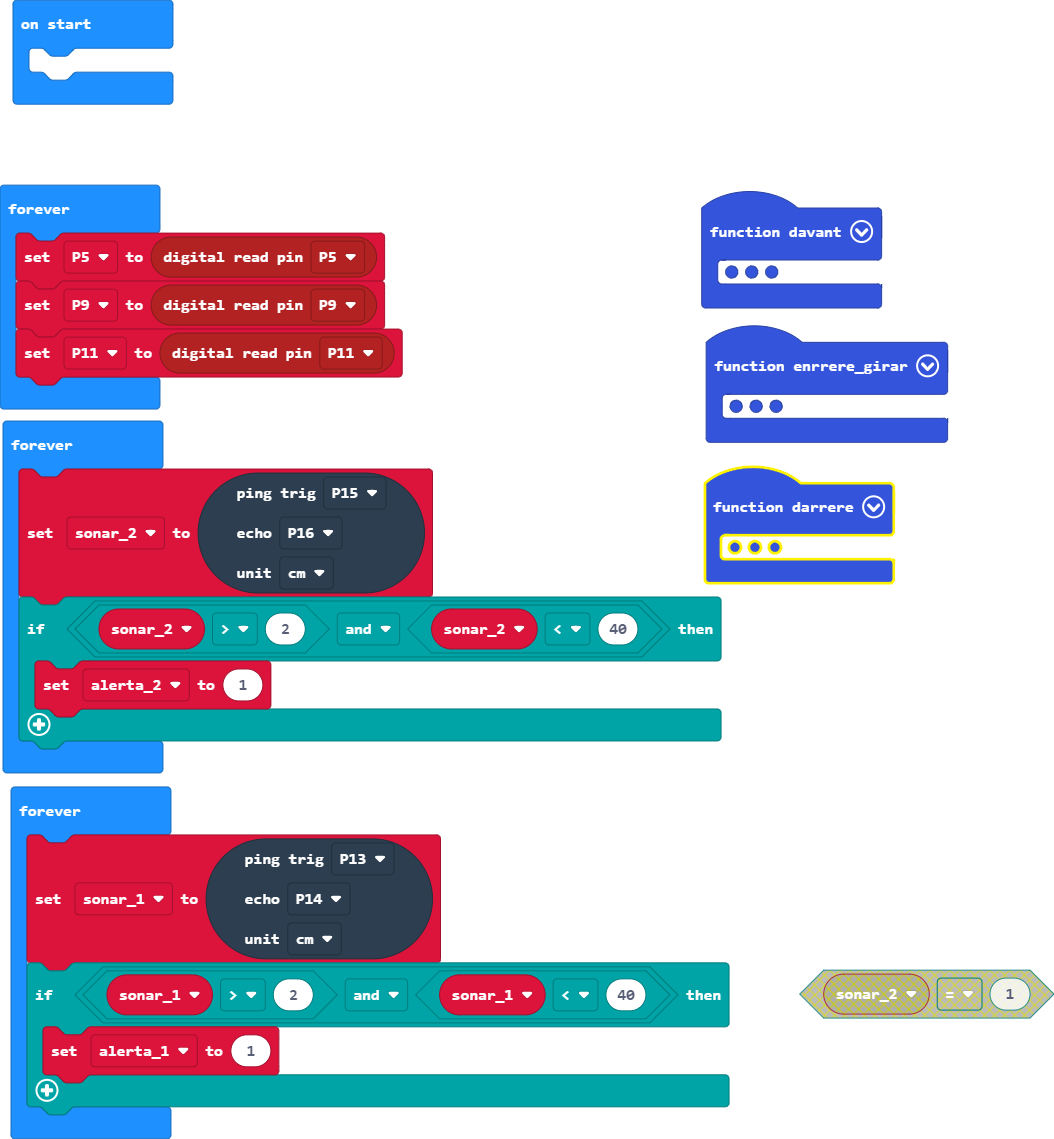 on start
forever
set P5 to digital read pin P5
set P9 to digital read pin P9
set P11 to digital read pin P11
function davant
function enrrere_girar
function darrere
forever
set sonar_2 to ping trig P15
echo P16
unit cm
if sonar_2 > 2 and sonar_2 < 40 then
set alerta_2 to 1
forever
set sonar_1 to ping trig P13
echo P14
unit cm
if sonar_1 > 2 and sonar_1 < 40 then
set alerta_1 to 1
sonar_2 = 1